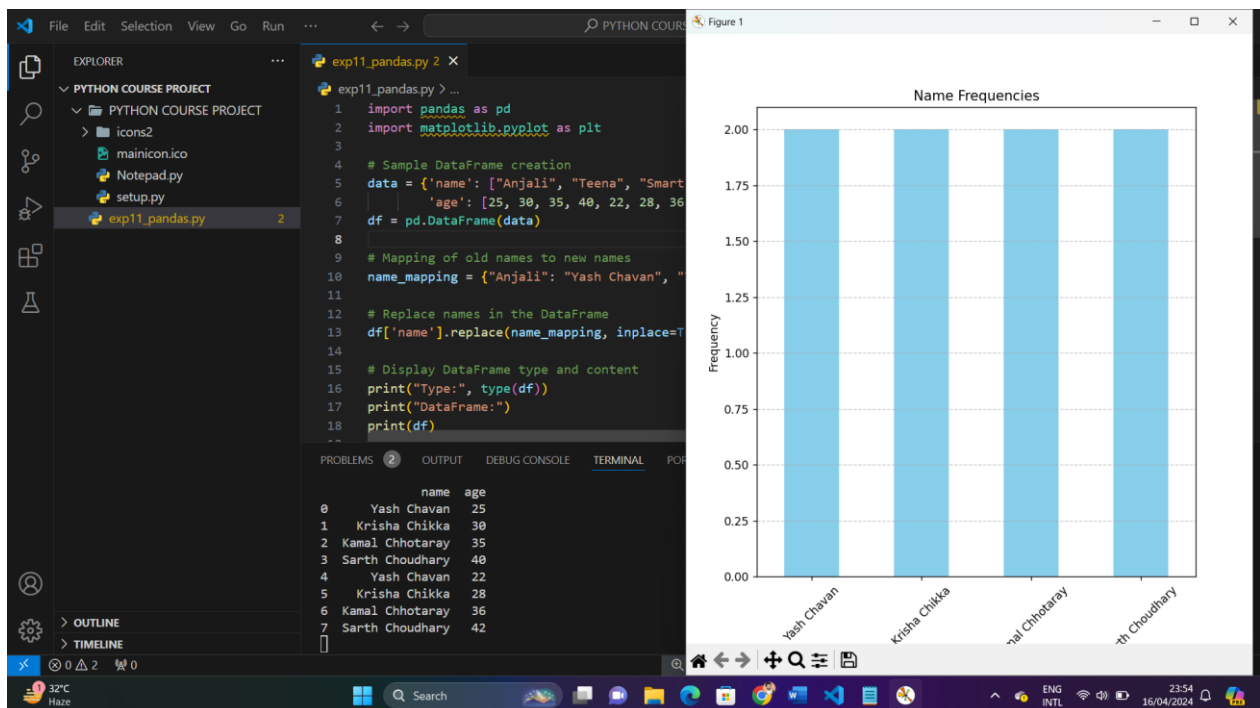 File Edit Selection View Go Run ... PYTHON COURS
EXPLORER
PYTHON COURSE PROJECT
PYTHON COURSE PROJECT
icons2
mainicon.ico
Notepad.py
setup.py
exp11_pandas.py 2
OUTLINE
TIMELINE
exp11_pandas.py 2
exp11_pandas.py > ...
1 import pandas as pd
2 import matplotlib.pyplot as plt
3
4 # Sample DataFrame creation
5 data = {'name': ["Anjali", "Teena", "Smart
6 'age': [25, 30, 35, 40, 22, 28, 36
7 df = pd.DataFrame(data)
8
9 # Mapping of old names to new names
10 name_mapping = {"Anjali": "Yash Chavan", "
11
12 # Replace names in the DataFrame
13 df['name'].replace(name_mapping, inplace=T
14
15 # Display DataFrame type and content
16 print("Type:", type(df))
17 print("DataFrame:")
18 print(df)
PROBLEMS 2 OUTPUT DEBUG CONSOLE TERMINAL POR
name age
0 Yash Chavan 25
1 Krisha Chikka 30
2 Kamal Chhotaray 35
3 Sarth Choudhary 40
4 Yash Chavan 22
5 Krisha Chikka 28
6 Kamal Chhotaray 36
7 Sarth Choudhary 42
0 2 0
Figure 1
Name Frequencies
Frequency
2.00
1.75
1.50
1.25
1.00
0.75
0.50
0.25
0.00
Yash Chavan
Krisha Chikka
mal Chhotaray
th Choudhary
1
32°C
Haze
Search
ENG
INTL
23:54
16/04/2024